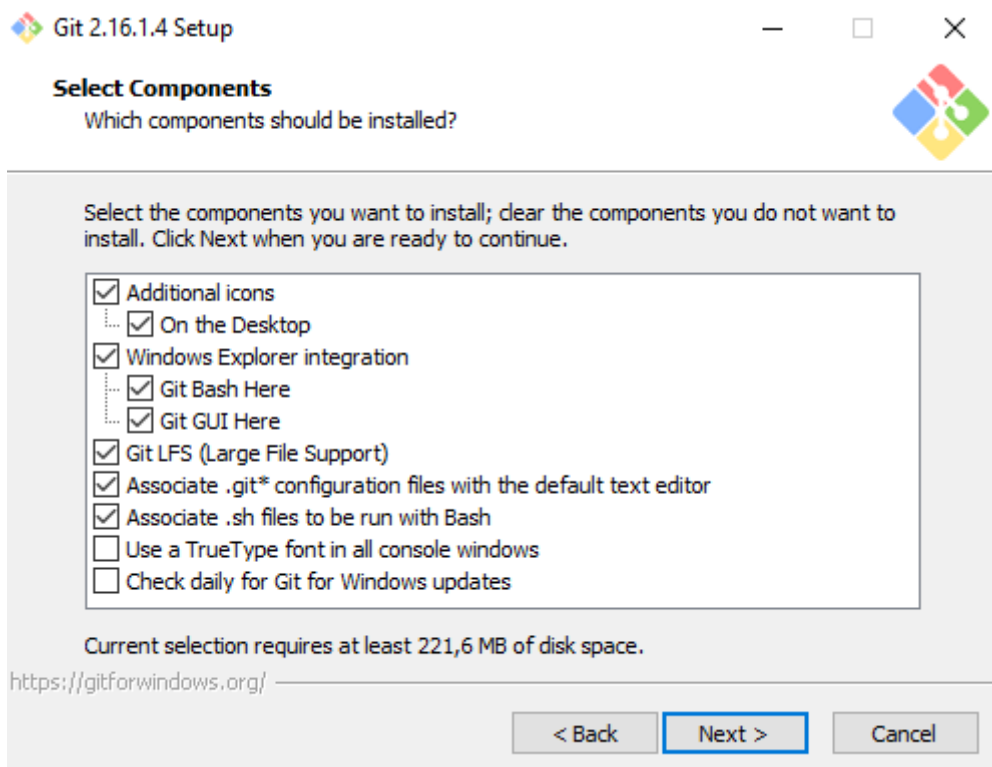 Git 2.16.1.4 Setup
Select Components
Which components should be installed?
Select the components you want to install; clear the components you do not want to
install. Click Next when you are ready to continue.
Additional icons
On the Desktop
Windows Explorer integration
Git Bash Here
Git GUI Here
Git LFS (Large File Support)
Associate .git* configuration files with the default text editor
Associate .sh files to be run with Bash
Use a TrueType font in all console windows
Check daily for Git for Windows updates
Current selection requires at least 221,6 MB of disk space.
https://gitforwindows.org/
< Back Next > Cancel